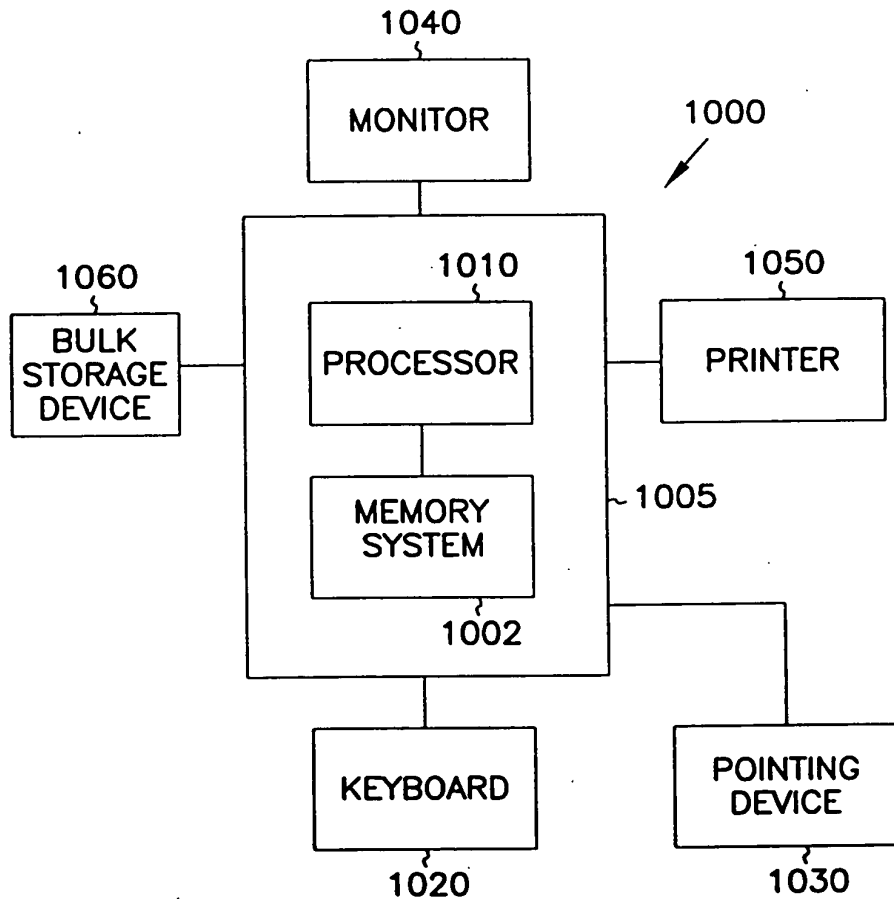 1040
MONITOR
1000
1060
BULK
STORAGE
DEVICE
1010
PROCESSOR
1050
PRINTER
MEMORY
SYSTEM
1005
1002
KEYBOARD
1020
POINTING
DEVICE
1030